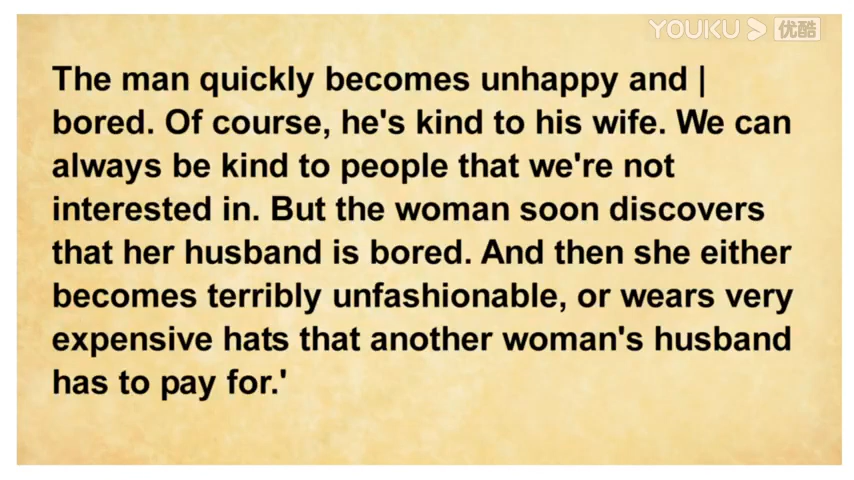 YOUKU 优酷
The man quickly becomes unhappy and |
bored. Of course, he's kind to his wife. We can
always be kind to people that we're not
interested in. But the woman soon discovers
that her husband is bored. And then she either
becomes terribly unfashionable, or wears very
expensive hats that another woman's husband
has to pay for.'